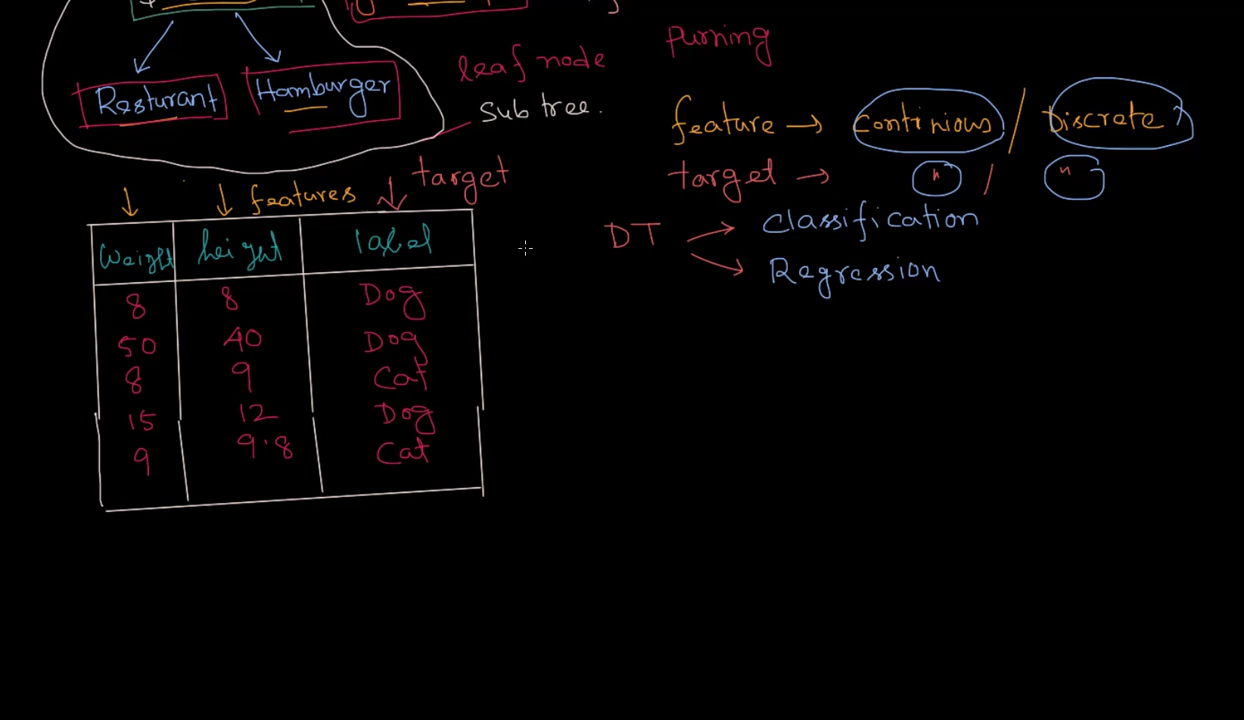 Purning
leaf node
Resturant Hamburger
sub tree.
feature → continious / Discrete
target → " / "
features
target
DT
Classification
Regression
Weight height label
8 8 Dog
50 40 Dog
8 9 Cat
15 12 Dog
9 9.8 Cat